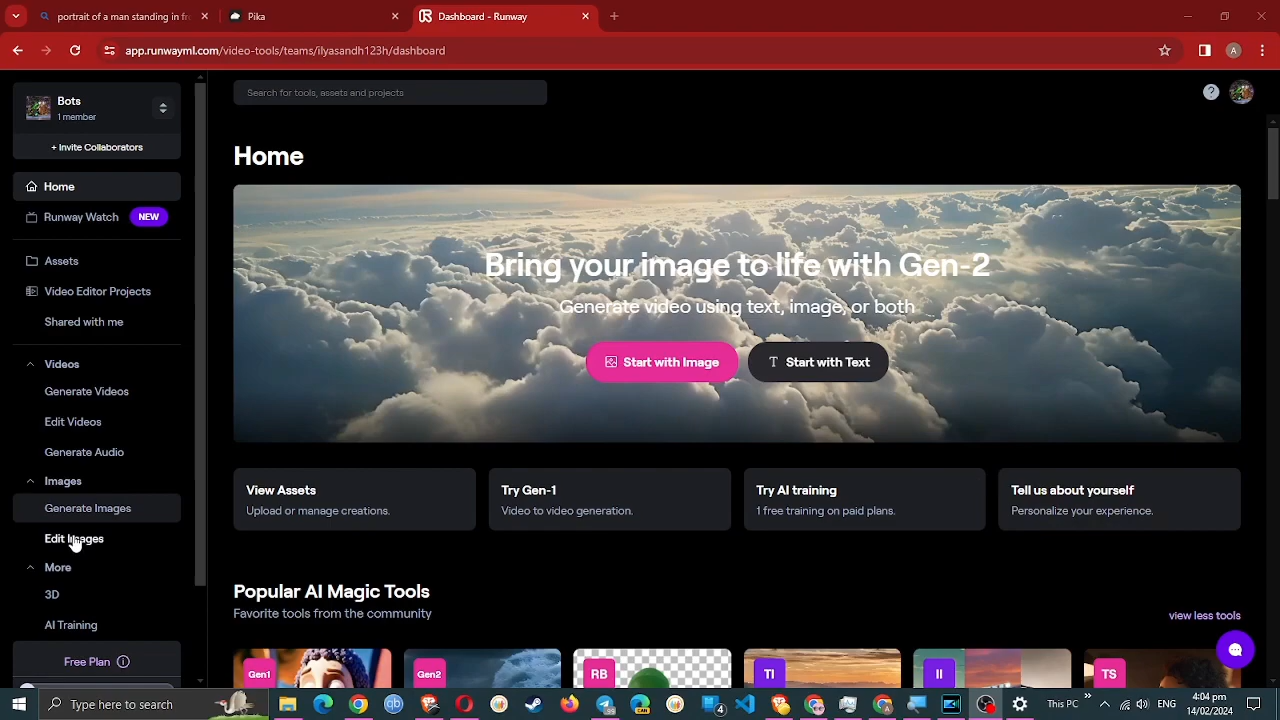 portrait of a man standing in fr
Pika
Dashboard - Runway
app.runwayml.com/video-tools/teams/ilyasandh123h/dashboard
A
Bots
1 member
+ Invite Collaborators
Search for tools, assets and projects
Home
Runway Watch NEW
Assets
Video Editor Projects
Shared with me
Videos
Generate Videos
Edit Videos
Generate Audio
Images
Generate Images
Edit Images
More
3D
AI Training
Free Plan
Home
Bring your image to life with Gen-2
Generate video using text, image, or both
Start with Image
Start with Text
View Assets
Upload or manage creations.
Try Gen-1
Video to video generation.
Try AI training
1 free training on paid plans.
Tell us about yourself
Personalize your experience.
Popular AI Magic Tools
Favorite tools from the community
view less tools
Gen1
Gen2
RB
TI
II
TS
Type here to search
This PC
ENG
4:04 pm
14/02/2024